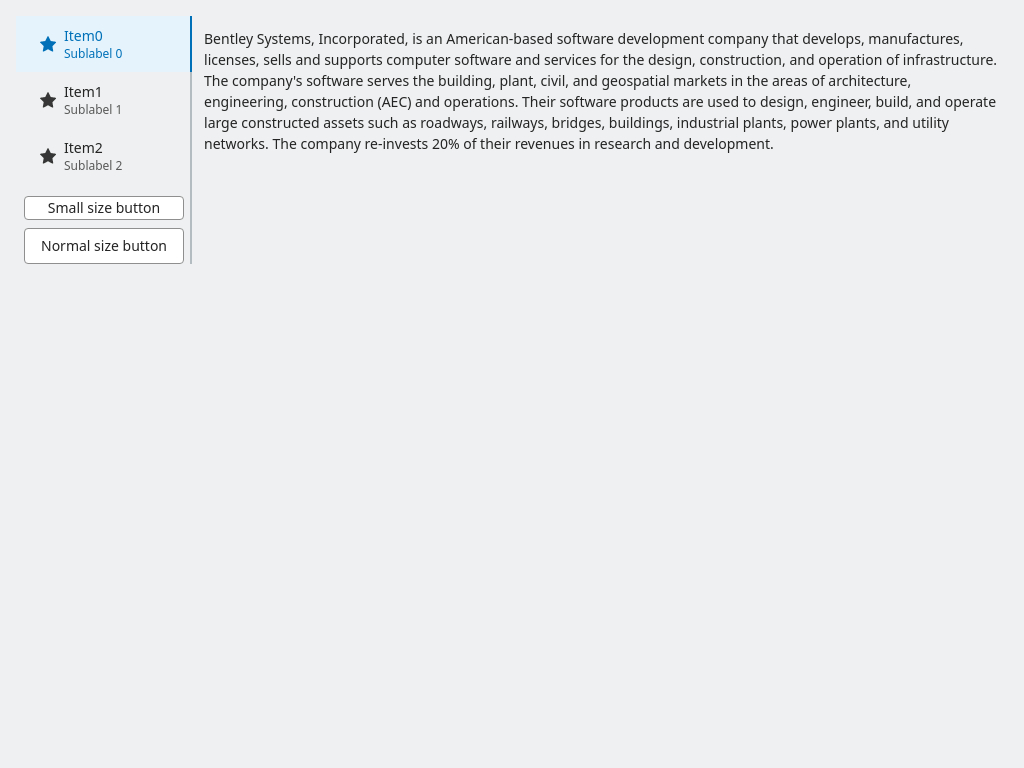 Item0
Sublabel 0
Item1
Sublabel 1
Item2
Sublabel 2
Small size button
Normal size button
Bentley Systems, Incorporated, is an American-based software development company that develops, manufactures,
licenses, sells and supports computer software and services for the design, construction, and operation of infrastructure.
The company's software serves the building, plant, civil, and geospatial markets in the areas of architecture,
engineering, construction (AEC) and operations. Their software products are used to design, engineer, build, and operate
large constructed assets such as roadways, railways, bridges, buildings, industrial plants, power plants, and utility
networks. The company re-invests 20% of their revenues in research and development.